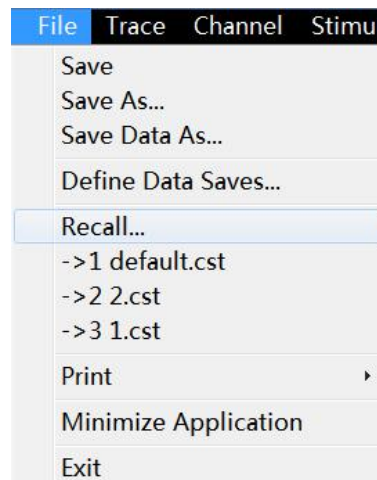 File Trace Channel Stimu
Save
Save As...
Save Data As...
Define Data Saves...
Recall...
->1 default.cst
->2 2.cst
->3 1.cst
Print
Minimize Application
Exit